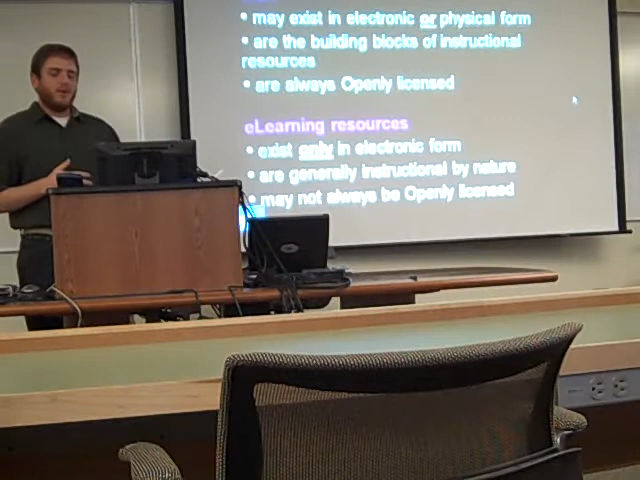 • may exist in electronic or physical form
• are the building blocks of instructional
resources
• are always Openly licensed
eLearning resources
• exist only in electronic form
• are generally instructional by nature
• may not always be Openly licensed